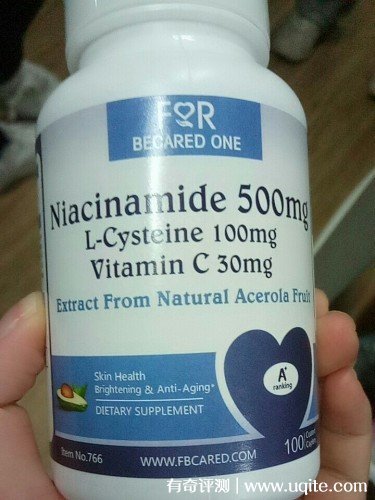 FOR
BECARED ONE
Niacinamide 500mg
L-Cysteine 100mg
Vitamin C 30mg
Extract From Natural Acerola Fruit
Skin Health
Brightening & Anti-Aging*
DIETARY SUPPLEMENT
A+
ranking
Item No.766
WWW.FBCARED.COM
100 Coated
有奇评测 | www.uqite.com